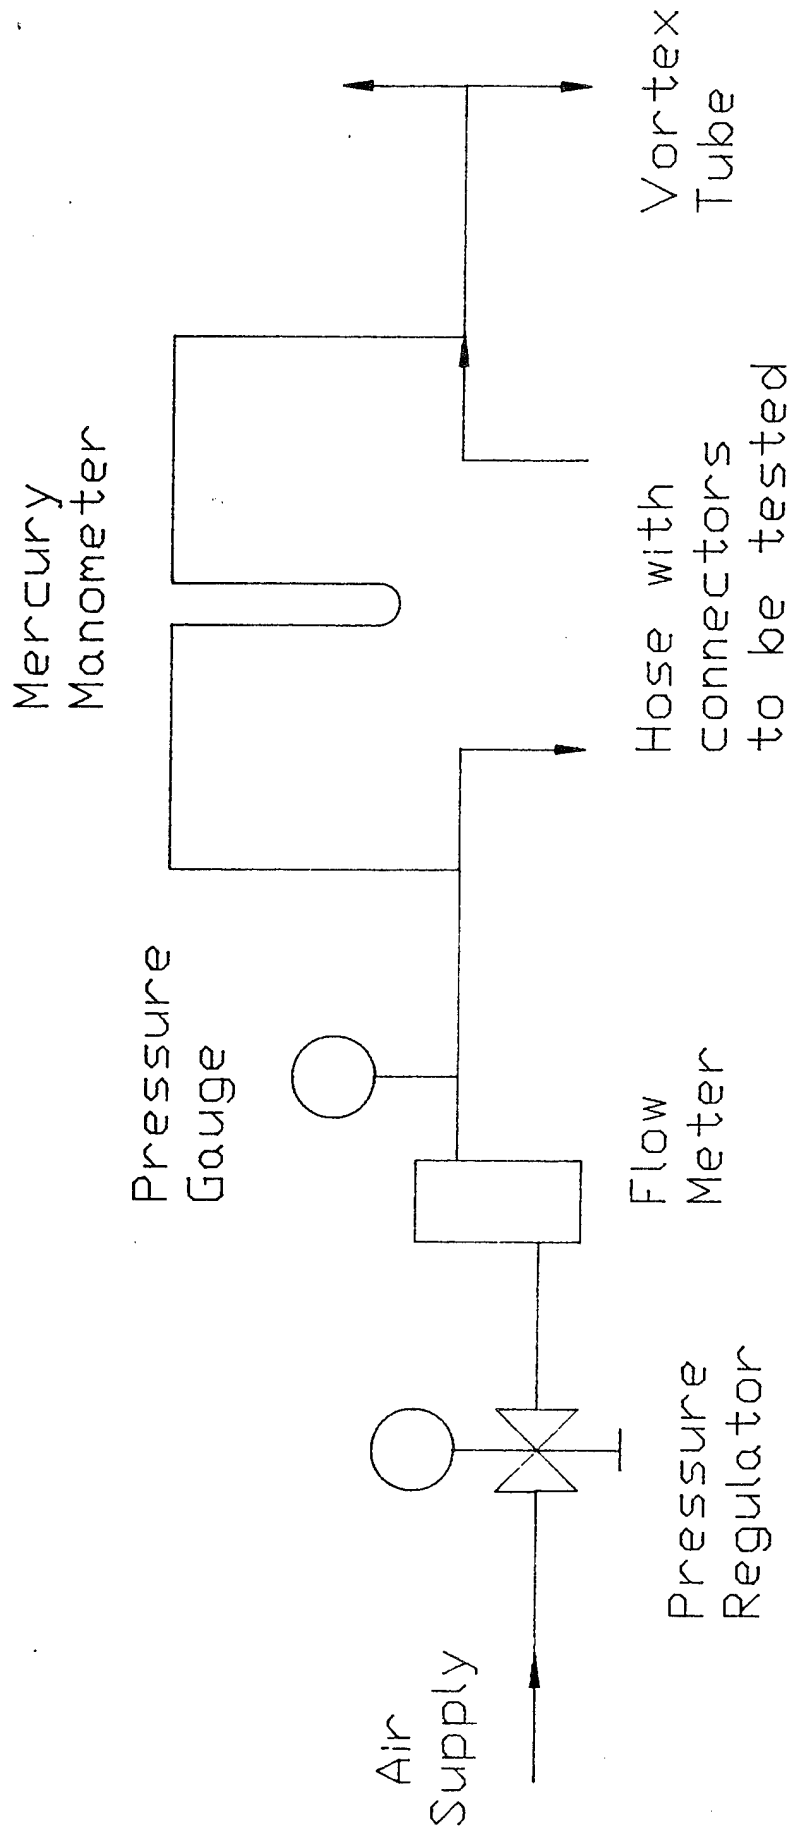 Air
Supply
Pressure
Regulator
Flow
Meter
Pressure
Gauge
Mercury
Manometer
Hose with
connectors
to be tested
Vortex
Tube